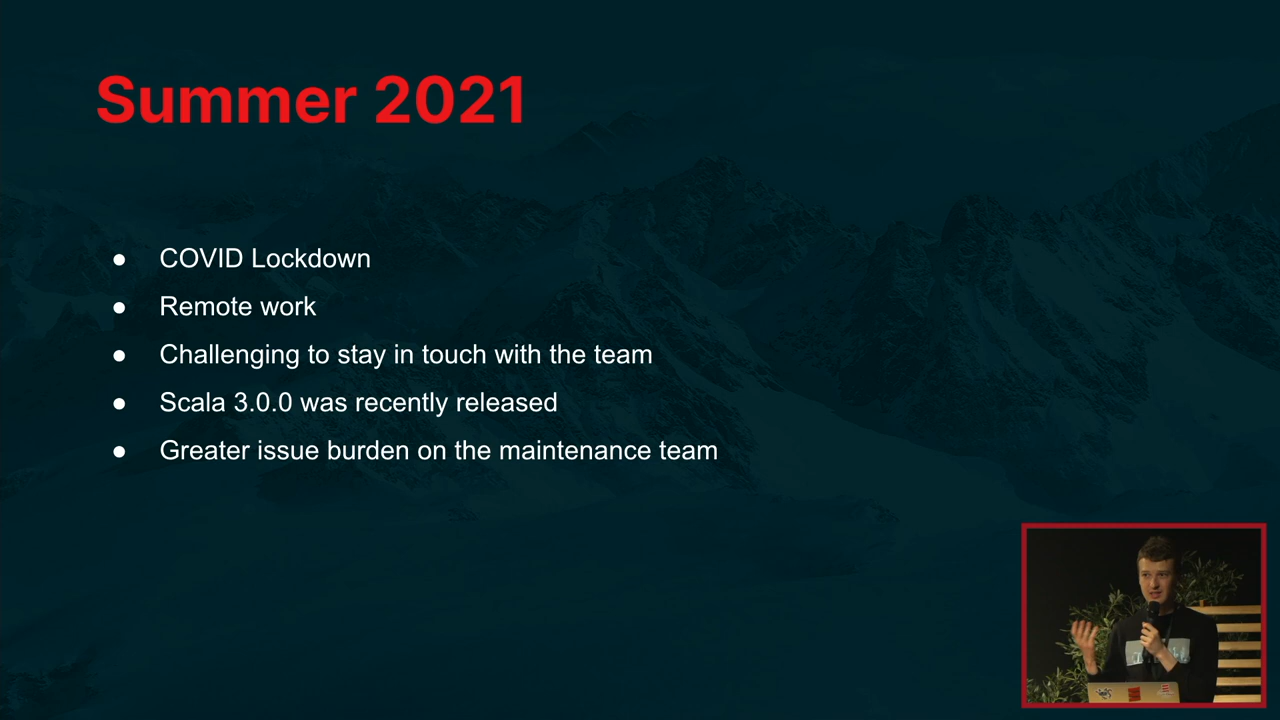 Summer 2021
● COVID Lockdown
● Remote work
● Challenging to stay in touch with the team
● Scala 3.0.0 was recently released
● Greater issue burden on the maintenance team